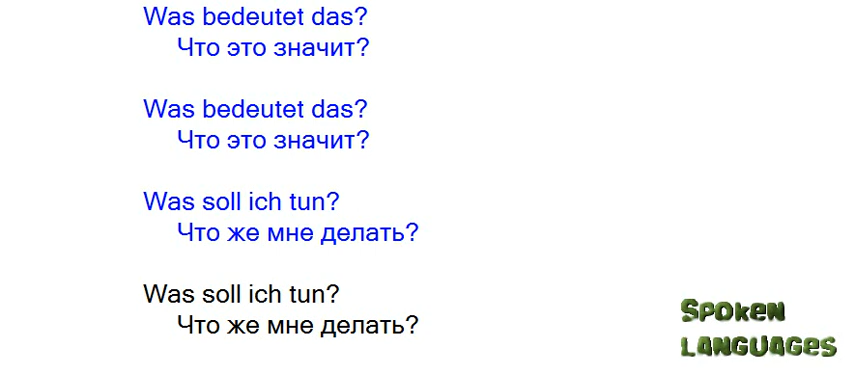 Was bedeutet das?
Что это значит?
Was bedeutet das?
Что это значит?
Was soll ich tun?
Что же мне делать?
Was soll ich tun?
Что же мне делать?
Spoken
Languages